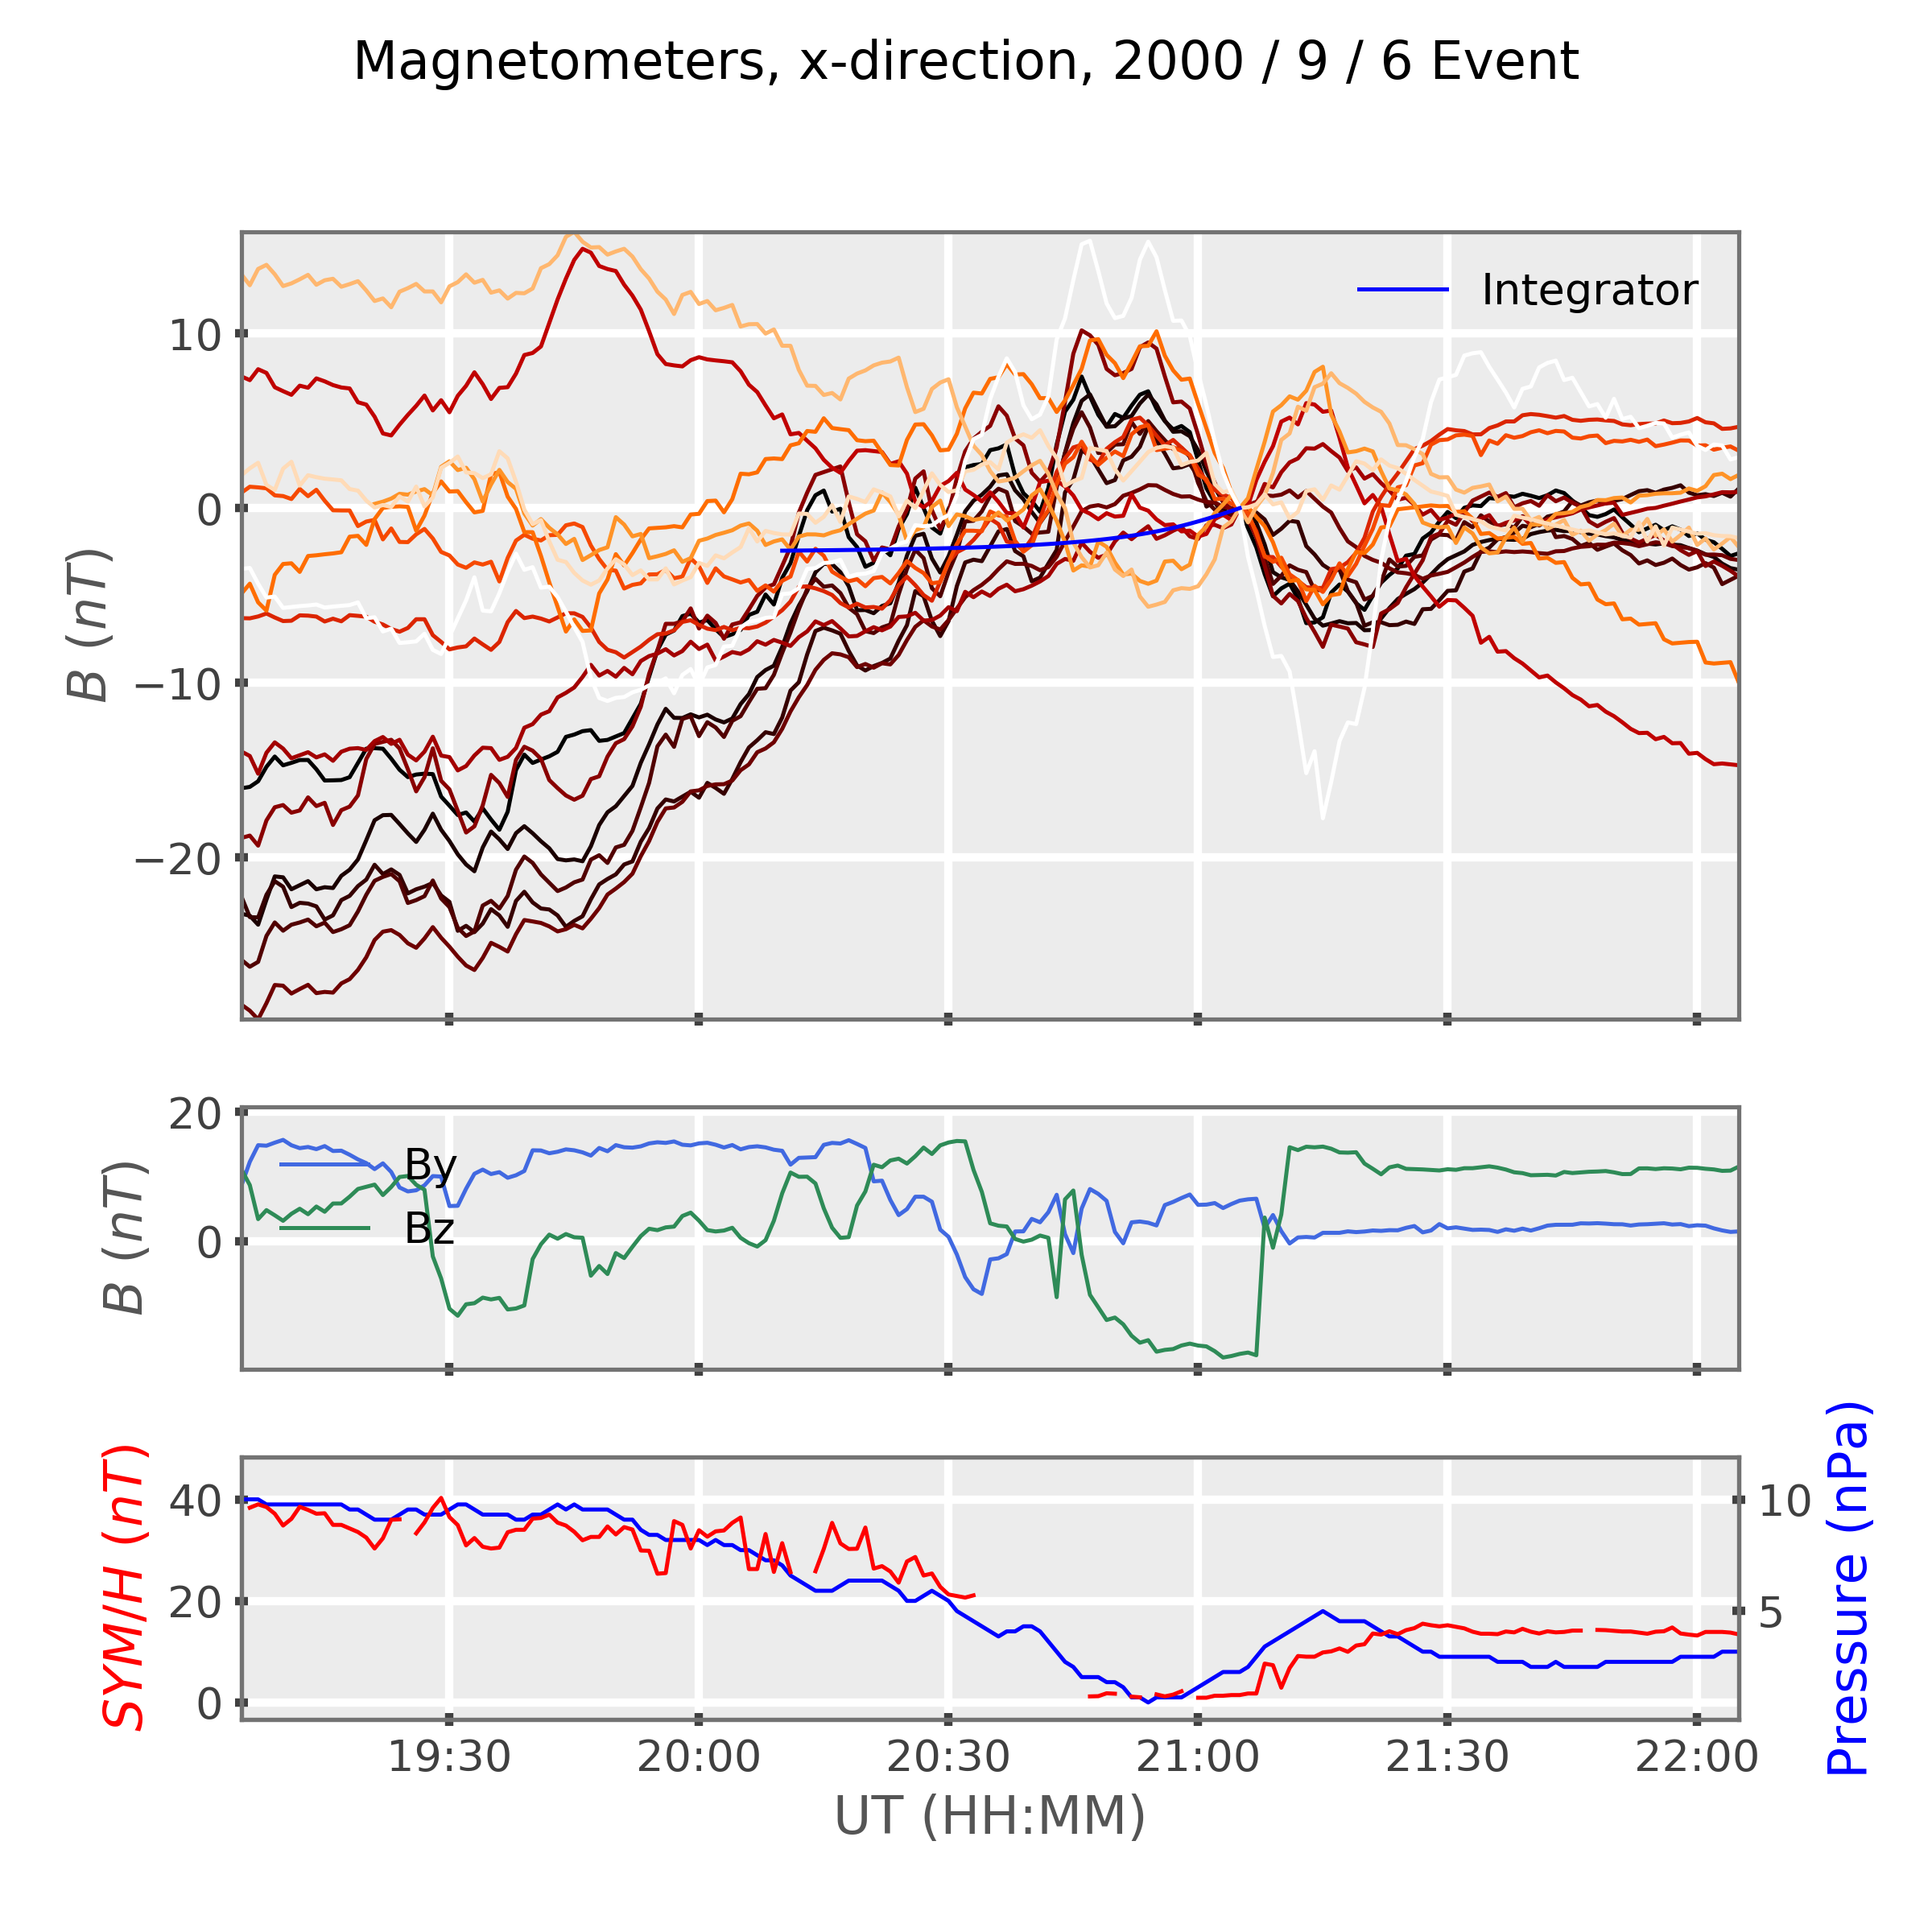 Magnetometers, x-direction, 2000 / 9 / 6 Event
B (nT)
10
0
−10
−20
Integrator
B (nT)
20
0
By
Bz
SYM/H (nT)
40
20
0
10
5
Pressure (nPa)
19:30 20:00 20:30 21:00 21:30 22:00
UT (HH:MM)